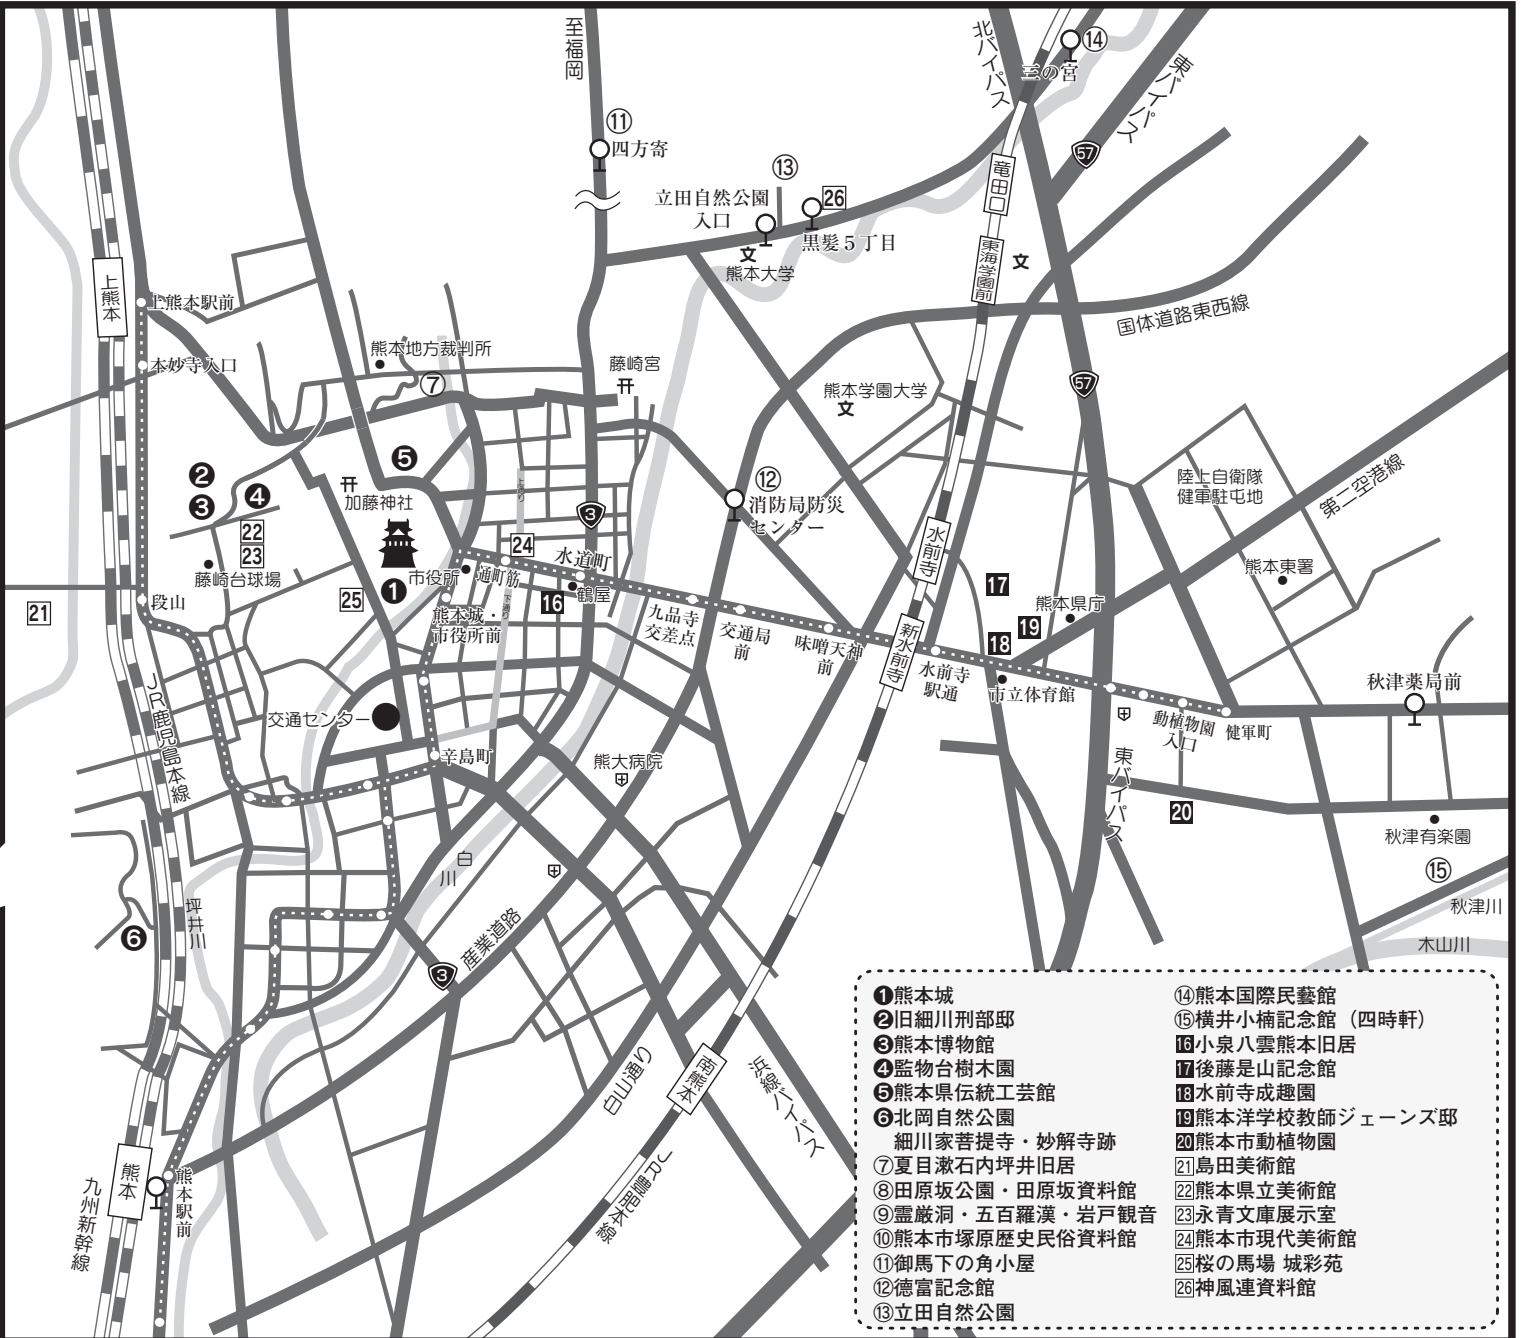 至福岡
北バイパス
⑭
三の宮
東バイパス
⑪
四方寄
57
竜田口
⑬
立田自然公園
入口
26
黒髪5丁目
文
熊本大学
東海学園前
文
上熊本
上熊本駅前
国体道路東西線
熊本地方裁判所
本妙寺入口
⑦
藤崎宮
57
熊本学園大学
文
❺
❷
❸
❹
加藤神社
22
23
藤崎台球場
上通り
3
⑫
消防局防災
センター
陸上自衛隊
健軍駐屯地
第二空港線
24
水道町
水前寺
熊本東署
21
段山
25
❶
市役所
通町筋
下通り
16
鶴屋
熊本城・
市役所前
九品寺
交差点
交通局
前
味噌天神
前
新水前寺
水前寺
駅通
17
熊本県庁
19
18
市立体育館
動植物園
入口
健軍町
秋津薬局前
JR鹿児島本線
交通センター
辛島町
熊大病院
東バイパス
20
秋津有楽園
⑮
秋津川
木山川
白川
坪井川
❻
産業道路
3
白山通り
南熊本
浜線バイパス
JR豊肥本線
熊本
熊本駅前
九州新幹線
❶熊本城
❷旧細川刑部邸
❸熊本博物館
❹監物台樹木園
❺熊本県伝統工芸館
❻北岡自然公園
細川家菩提寺・妙解寺跡
⑦夏目漱石内坪井旧居
⑧田原坂公園・田原坂資料館
⑨霊厳洞・五百羅漢・岩戸観音
⑩熊本市塚原歴史民俗資料館
⑪御馬下の角小屋
⑫徳富記念館
⑬立田自然公園
⑭熊本国際民藝館
⑮横井小楠記念館（四時軒）
16小泉八雲熊本旧居
17後藤是山記念館
18水前寺成趣園
19熊本洋学校教師ジェーンズ邸
20熊本市動植物園
21島田美術館
22熊本県立美術館
23永青文庫展示室
24熊本市現代美術館
25桜の馬場 城彩苑
26神風連資料館